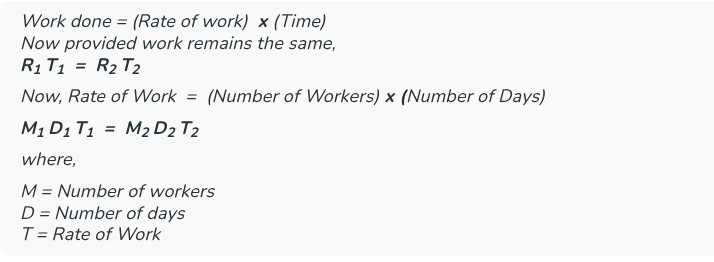 Work done = (Rate of work) x (Time)
Now provided work remains the same,
R₁ T₁ = R₂ T₂
Now, Rate of Work = (Number of Workers) x (Number of Days)
M₁ D₁ T₁ = M₂ D₂ T₂
where,
M = Number of workers
D = Number of days
T = Rate of Work